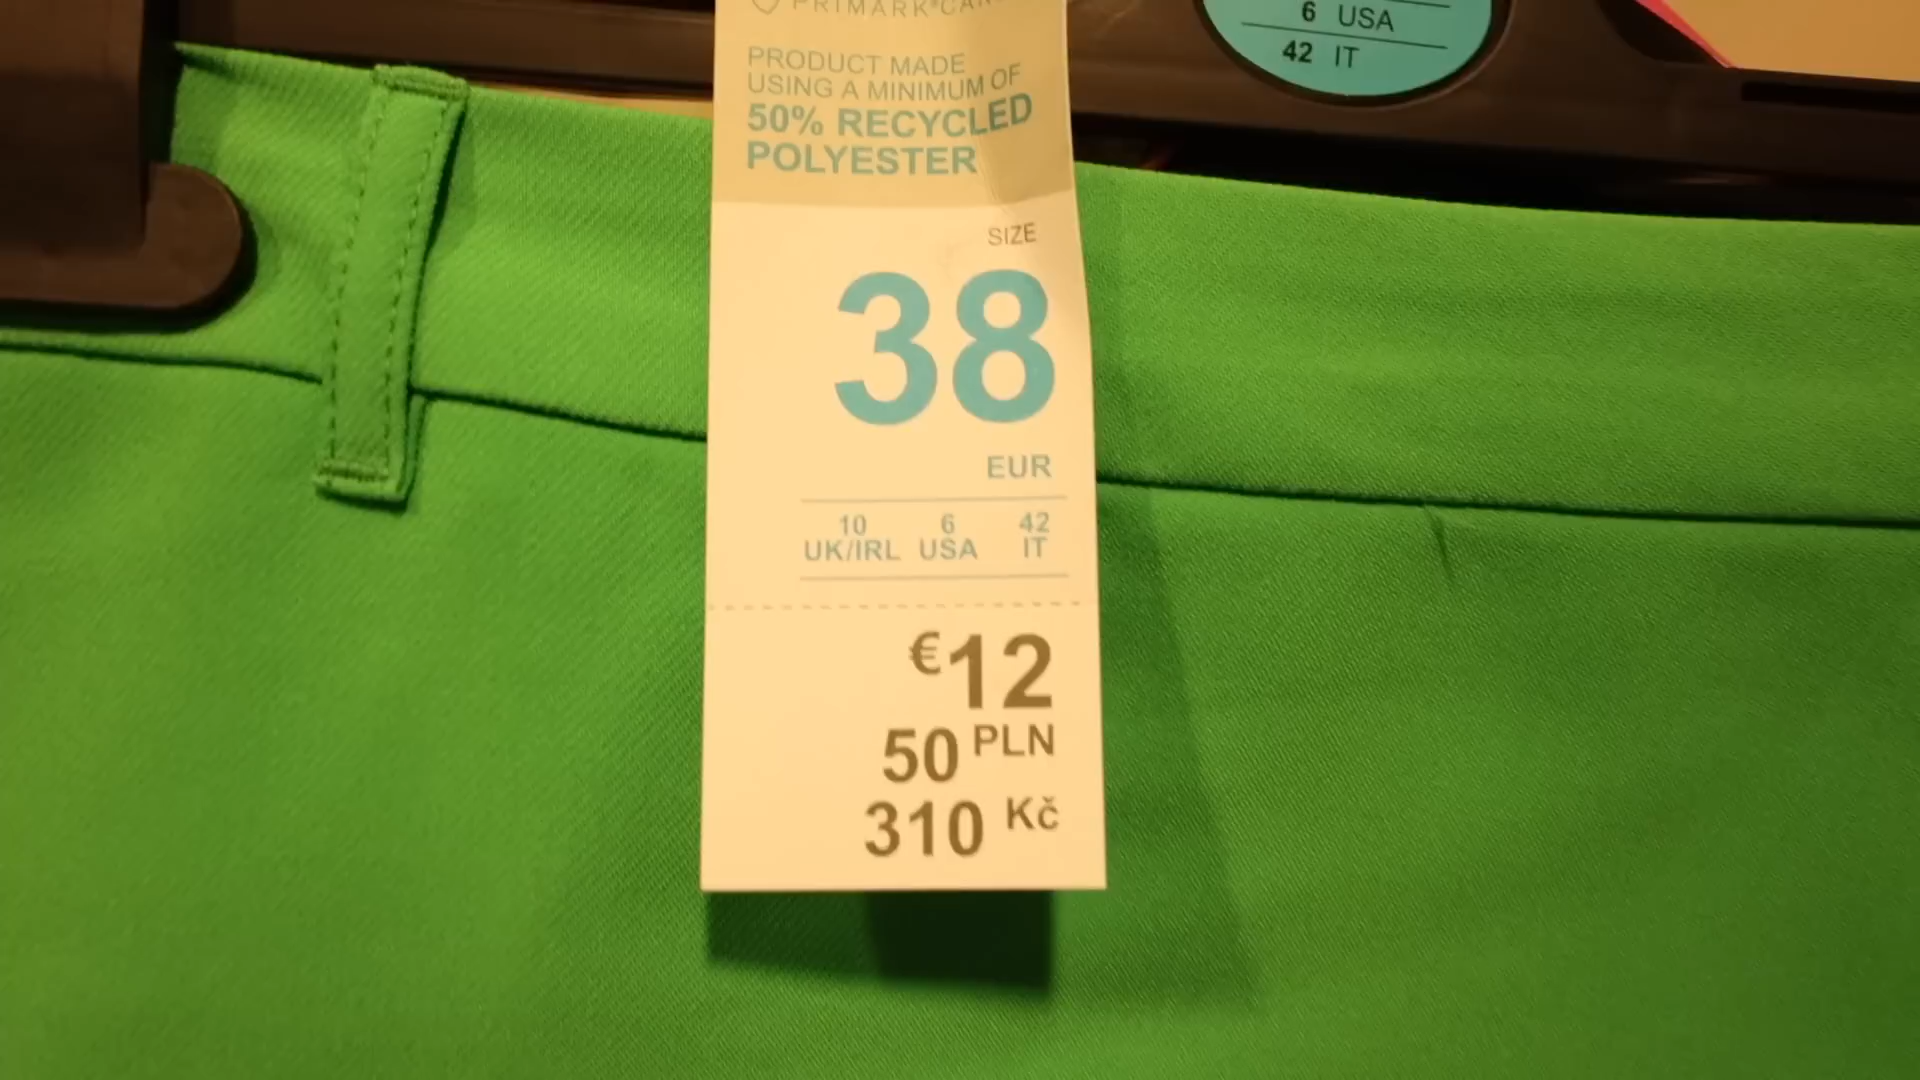 PRIMARK
PRODUCT MADE
USING A MINIMUM OF
50% RECYCLED
POLYESTER
SIZE
38
EUR
10 6 42
UK/IRL USA IT
€12
50 PLN
310 Kč
6 USA
42 IT